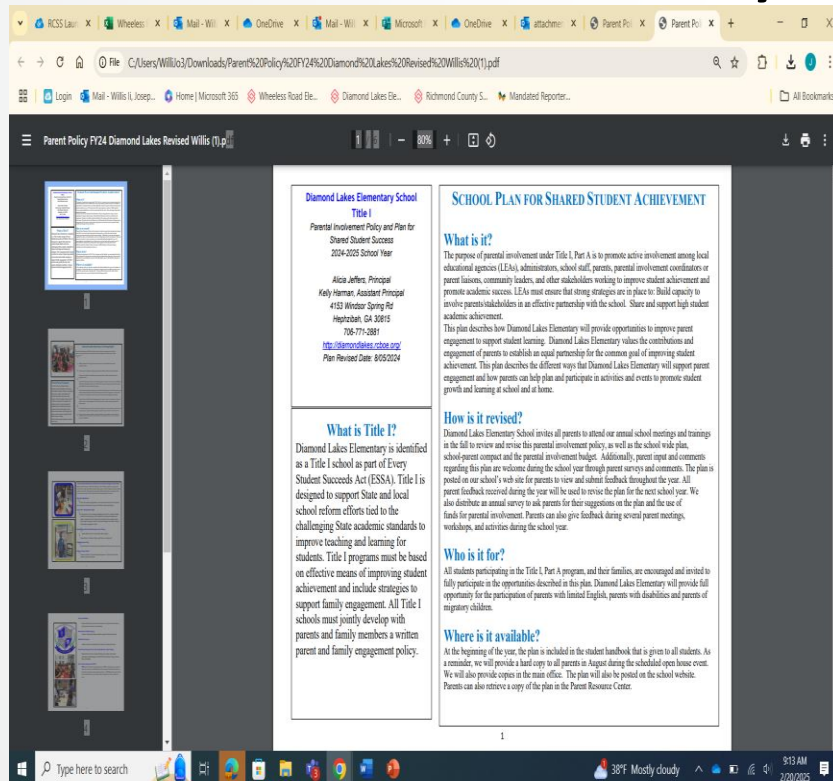 RCSS Laun
Wheeless
Mail - Wil
OneDrive
Mail - Will
Microsoft
OneDrive
attachmen
Parent Pol
Parent Pol
File C:/Users/WilliJo3/Downloads/Parent%20Policy%20FY24%20Diamond%20Lakes%20Revised%20Willis%20(1).pdf
Login Mail - Willis Ii, Josep... Home | Microsoft 365 Wheeless Road Ele... Diamond Lakes Ele... Richmond County S... Mandated Reporter... All Bookmarks
Parent Policy FY24 Diamond Lakes Revised Willis (1).p
1 80%
Diamond Lakes Elementary School
Title I
Parental Involvement Policy and Plan for
Shared Student Success
2024-2025 School Year
Alicia Jeffers, Principal
Kelly Harman, Assistant Principal
4153 Windsor Spring Rd
Hephzibah, GA 30815
706-771-2881
http://diamondlakes.rcboe.org/
Plan Revised Date: 8/05/2024
What is Title I?
Diamond Lakes Elementary is identified
as a Title I school as part of Every
Student Succeeds Act (ESSA). Title I is
designed to support State and local
school reform efforts tied to the
challenging State academic standards to
improve teaching and learning for
students. Title I programs must be based
on effective means of improving student
achievement and include strategies to
support family engagement. All Title I
schools must jointly develop with
parents and family members a written
parent and family engagement policy.
SCHOOL PLAN FOR SHARED STUDENT ACHIEVEMENT
What is it?
The purpose of parental involvement under Title I, Part A is to promote active involvement among local
educational agencies (LEAs), administrators, school staff, parents, parental involvement coordinators or
parent liaisons, community leaders, and other stakeholders working to improve student achievement and
promote academic success. LEAs must ensure that strong strategies are in place to: Build capacity to
involve parents/stakeholders in an effective partnership with the school. Share and support high student
academic achievement.
This plan describes how Diamond Lakes Elementary will provide opportunities to improve parent
engagement to support student learning. Diamond Lakes Elementary values the contributions and
engagement of parents to establish an equal partnership for the common goal of improving student
achievement. This plan describes the different ways that Diamond Lakes Elementary will support parent
engagement and how parents can help plan and participate in activities and events to promote student
growth and learning at school and at home.
How is it revised?
Diamond Lakes Elementary School invites all parents to attend our annual school meetings and trainings
in the fall to review and revise this parental involvement policy, as well as the school wide plan,
school-parent compact and the parental involvement budget. Additionally, parent input and comments
regarding this plan are welcome during the school year through parent surveys and comments. The plan is
posted on our school's web site for parents to view and submit feedback throughout the year. All
parent feedback received during the year will be used to revise the plan for the next school year. We
also distribute an annual survey to ask parents for their suggestions on the plan and the use of
funds for parental involvement. Parents can also give feedback during several parent meetings,
workshops, and activities during the school year.
Who is it for?
All students participating in the Title I, Part A program, and their families, are encouraged and invited to
fully participate in the opportunities described in this plan. Diamond Lakes Elementary will provide full
opportunity for the participation of parents with limited English, parents with disabilities and parents of
migratory children.
Where is it available?
At the beginning of the year, the plan is included in the student handbook that is given to all students. As
a reminder, we will provide a hard copy to all parents in August during the scheduled open house event.
We will also provide copies in the main office. The plan will also be posted on the school website.
Parents can also retrieve a copy of the plan in the Parent Resource Center.
1
1
2
3
4
Type here to search
38°F Mostly cloudy
9:13 AM
2/20/2025